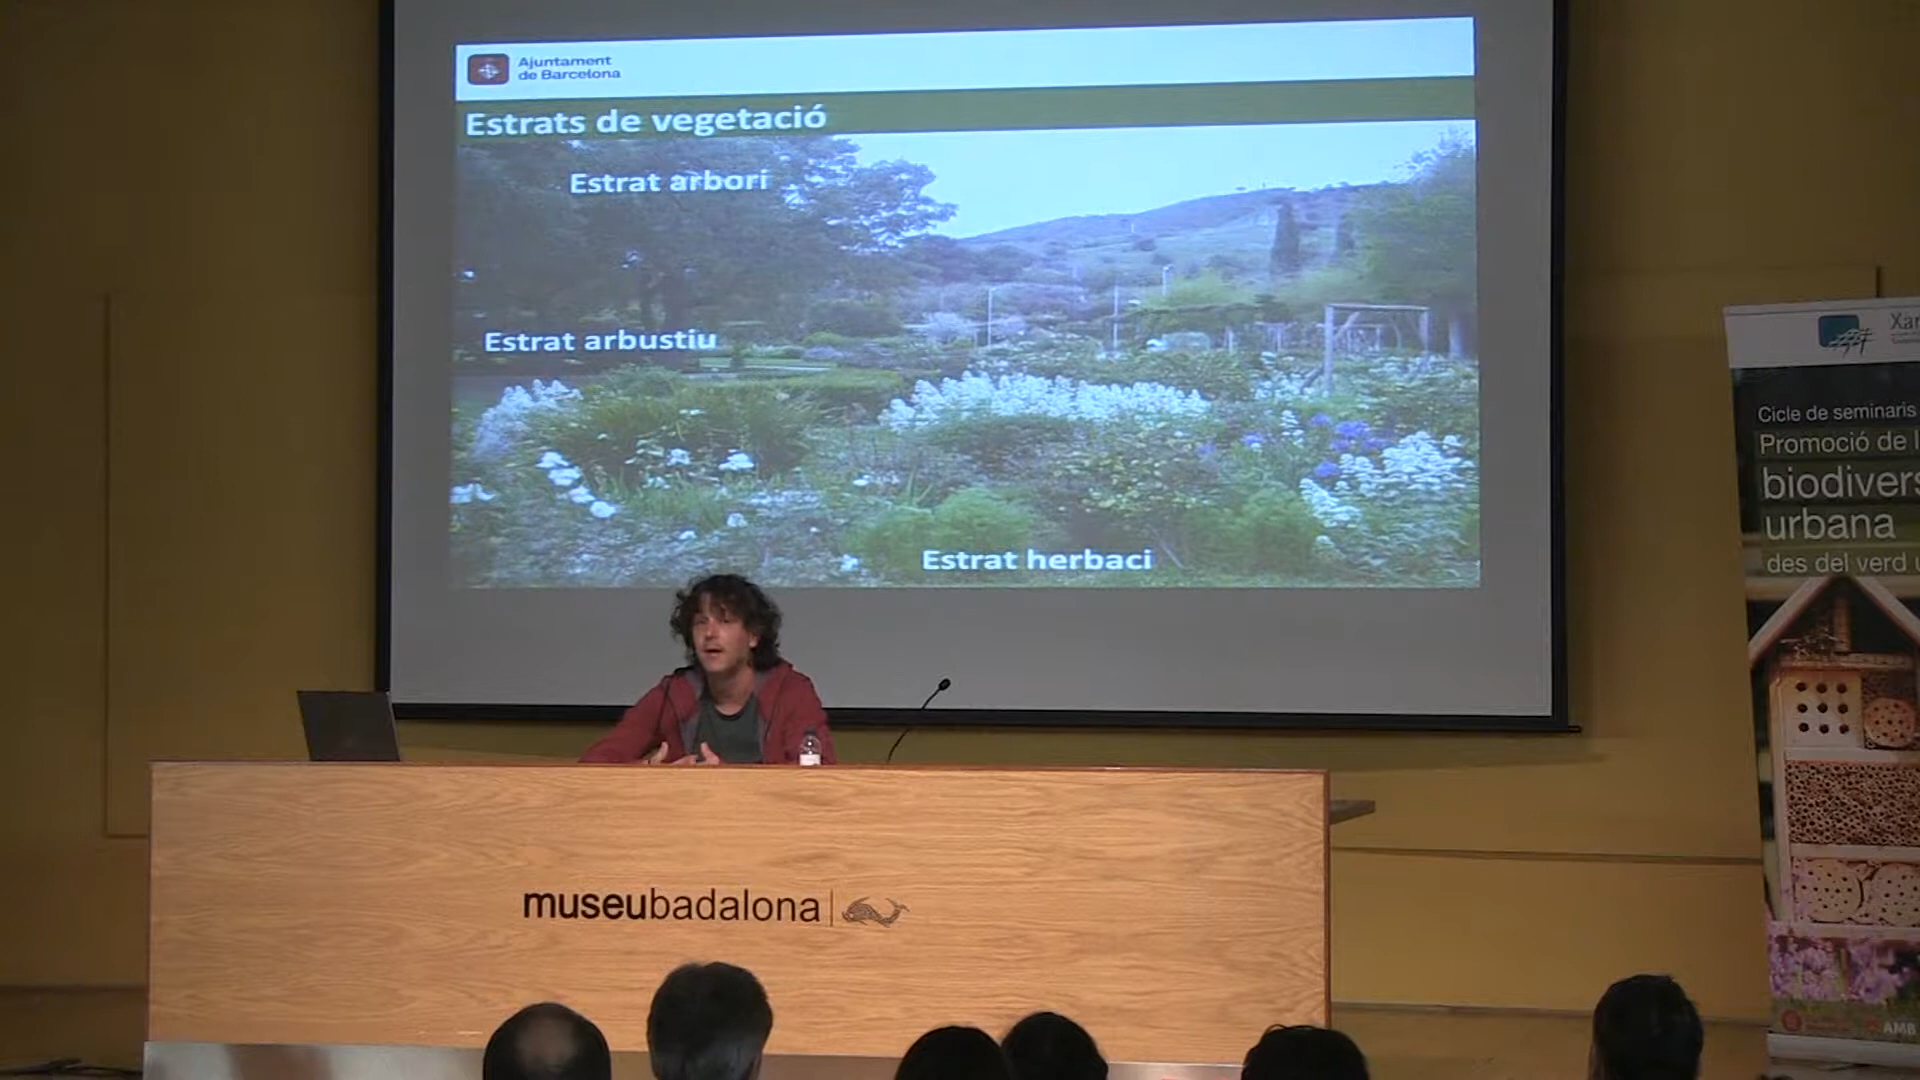 Ajuntament
de Barcelona
Estrats de vegetació
Estrat arbori
Estrat arbustiu
Estrat herbaci
Xar
Cicle de seminaris
Promoció de l
biodivers
urbana
des del verd u
museubadalona
AMB